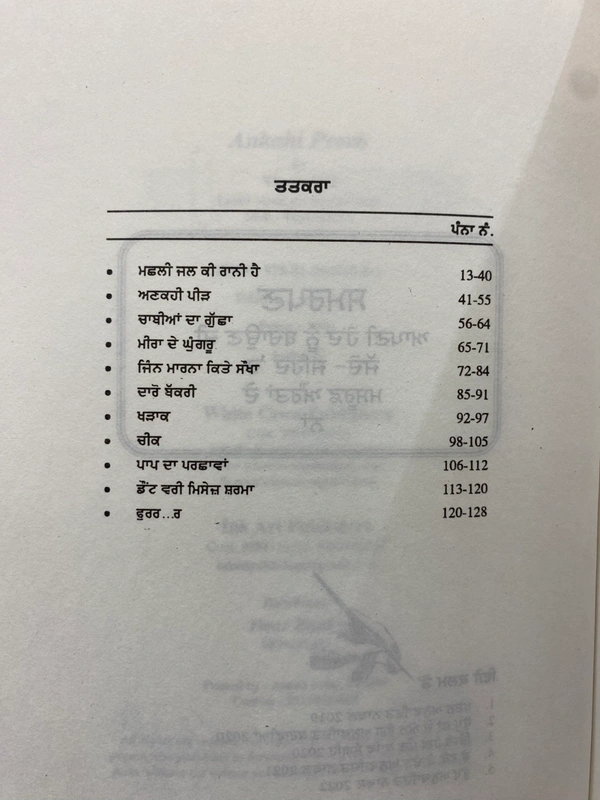 ਤਤਕਰਾ
ਪੰਨਾ ਨੰ.
• ਮਛਲੀ ਜਲ ਕੀ ਰਾਨੀ ਹੈ 13-40
• ਅਣਕਹੀ ਪੀੜ 41-55
• ਚਾਬੀਆਂ ਦਾ ਗੁੱਛਾ 56-64
• ਮੀਰਾ ਦੇ ਘੁੰਗਰੂ 65-71
• ਜਿੰਨ ਮਾਰਨਾ ਕਿਤੇ ਸੌਖਾ 72-84
• ਦਾਰੋ ਬੱਕਰੀ 85-91
• ਖੜਾਕ 92-97
• ਚੀਕ 98-105
• ਪਾਪ ਦਾ ਪਰਛਾਵਾਂ 106-112
• ਡੌਂਟ ਵਰੀ ਮਿਸੇਜ਼ ਸ਼ਰਮਾ 113-120
• ਫੁਰਰ...ਰ 120-128